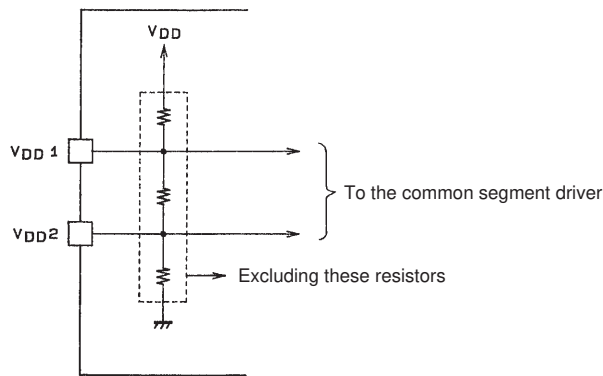 VDD
VDD 1
To the common segment driver
VDD2
Excluding these resistors